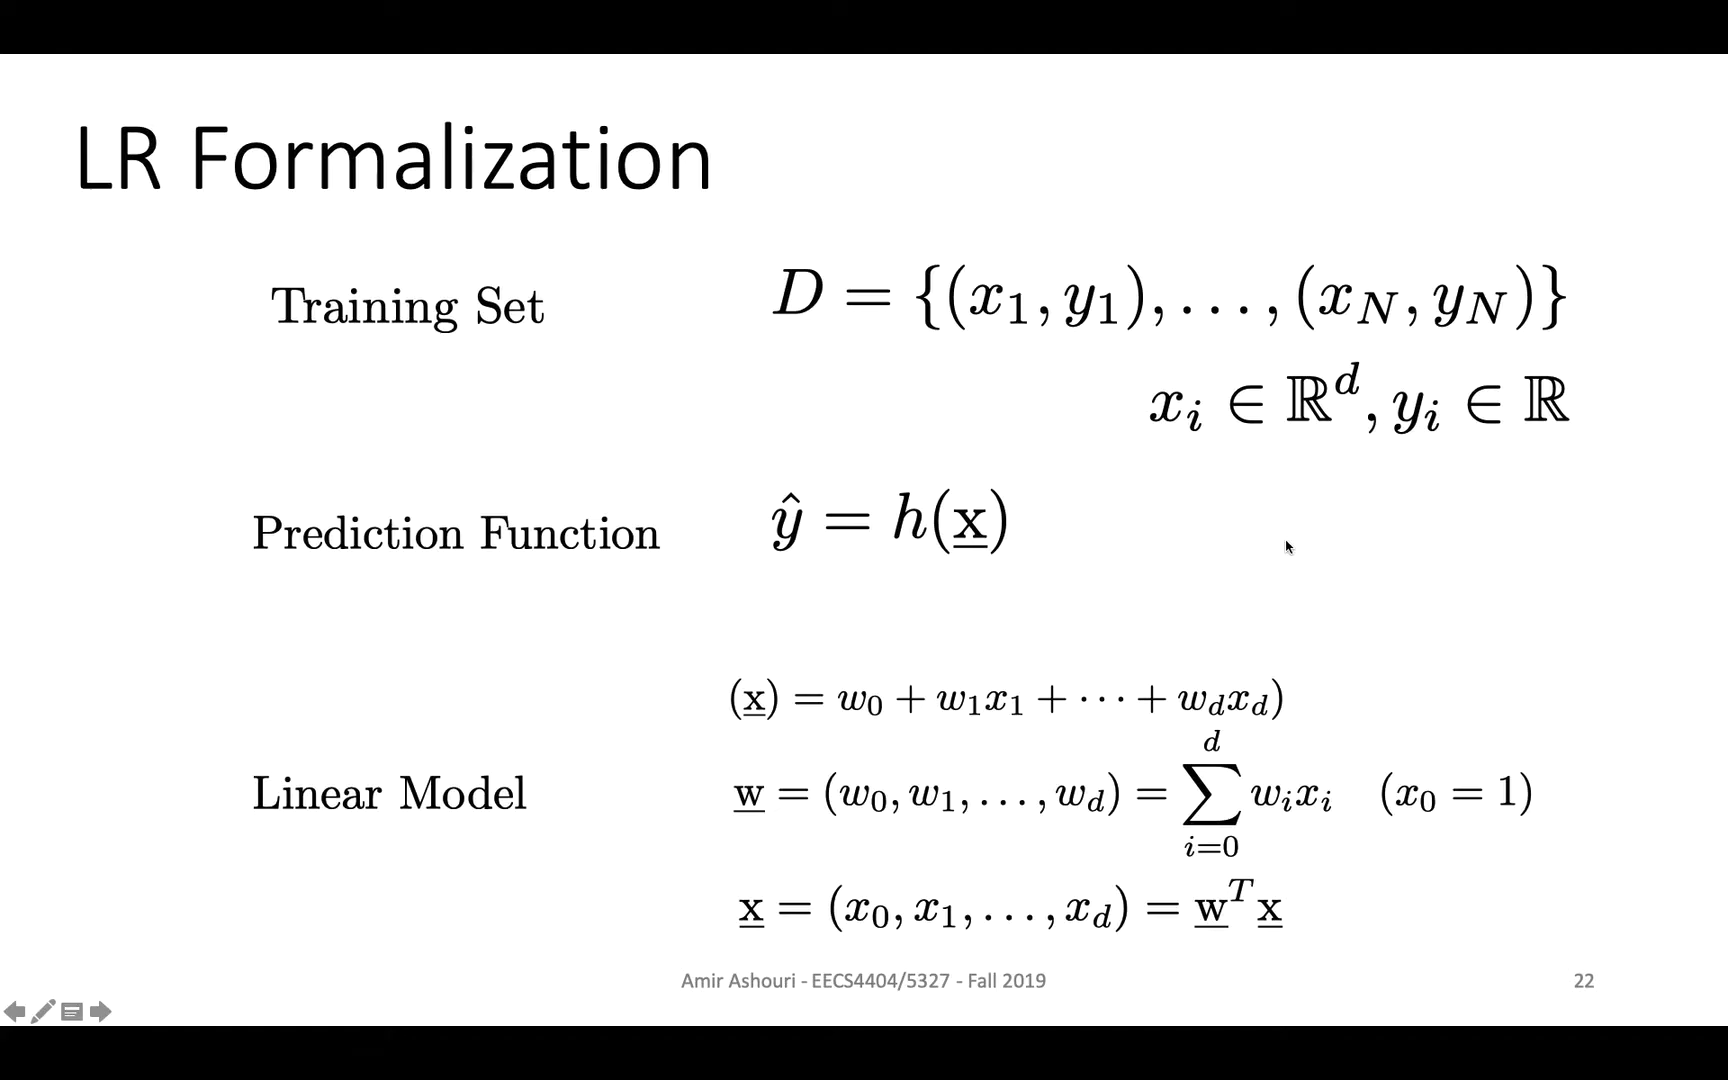 LR Formalization
Training Set D = {(x₁, y₁), . . . , (x_N, y_N)}
x_i ∈ ℝ^d, y_i ∈ ℝ
Prediction Function ŷ = h(x̲)
(x̲) = w₀ + w₁x₁ + ⋯ + w_d x_d)
Linear Model w̲ = (w₀, w₁, . . . , w_d) = ∑_{i=0}^{d} w_i x_i (x₀ = 1)
x̲ = (x₀, x₁, . . . , x_d) = w̲^T x̲
Amir Ashouri - EECS4404/5327 - Fall 2019 22